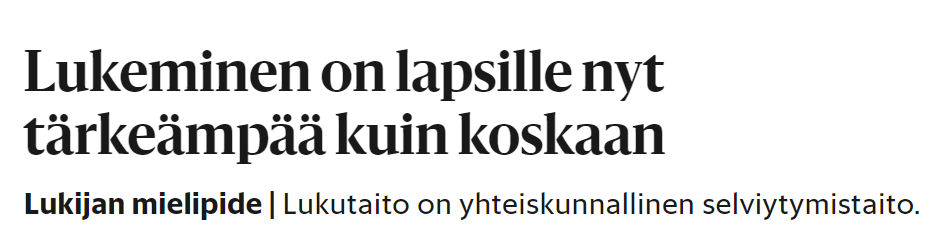 Lukeminen on lapsille nyt
tärkeämpää kuin koskaan
Lukijan mielipide | Lukutaito on yhteiskunnallinen selviytymistaito.